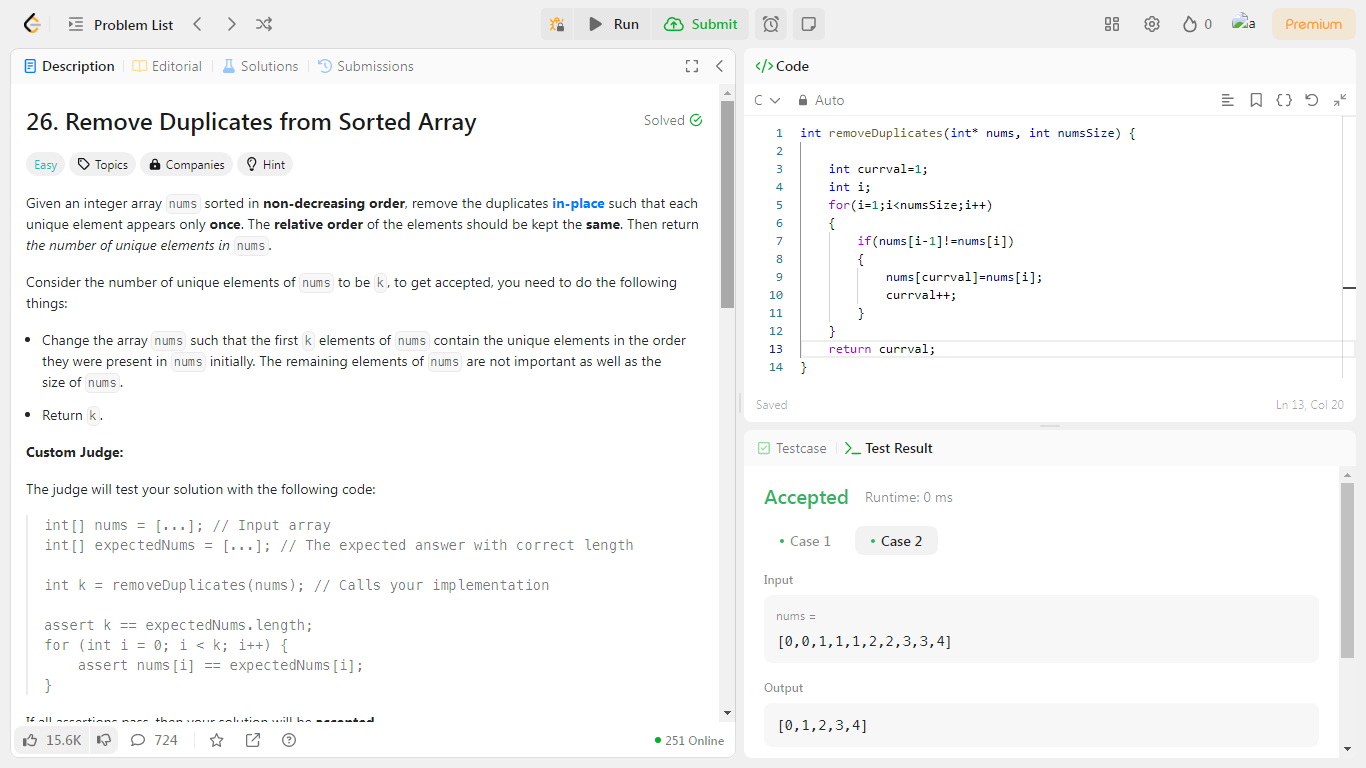 Problem List
Run
Submit
0
a
Premium
Description
Editorial
Solutions
Submissions
26. Remove Duplicates from Sorted Array
Solved
Easy
Topics
Companies
Hint
Given an integer array nums sorted in non-decreasing order, remove the duplicates in-place such that each
unique element appears only once. The relative order of the elements should be kept the same. Then return
the number of unique elements in nums.
Consider the number of unique elements of nums to be k, to get accepted, you need to do the following
things:
• Change the array nums such that the first k elements of nums contain the unique elements in the order
they were present in nums initially. The remaining elements of nums are not important as well as the
size of nums.
• Return k.
Custom Judge:
The judge will test your solution with the following code:
int[] nums = [...]; // Input array
int[] expectedNums = [...]; // The expected answer with correct length
int k = removeDuplicates(nums); // Calls your implementation
assert k == expectedNums.length;
for (int i = 0; i < k; i++) {
    assert nums[i] == expectedNums[i];
}
If all assertions pass, then your solution will be accepted.
15.6K
724
251 Online
</> Code
C
Auto
1 int removeDuplicates(int* nums, int numsSize) {
2
3     int currval=1;
4     int i;
5     for(i=1;i<numsSize;i++)
6     {
7         if(nums[i-1]!=nums[i])
8         {
9             nums[currval]=nums[i];
10             currval++;
11         }
12     }
13     return currval;
14 }
Saved
Ln 13, Col 20
Testcase
Test Result
Accepted
Runtime: 0 ms
• Case 1
• Case 2
Input
nums =
[0,0,1,1,1,2,2,3,3,4]
Output
[0,1,2,3,4]